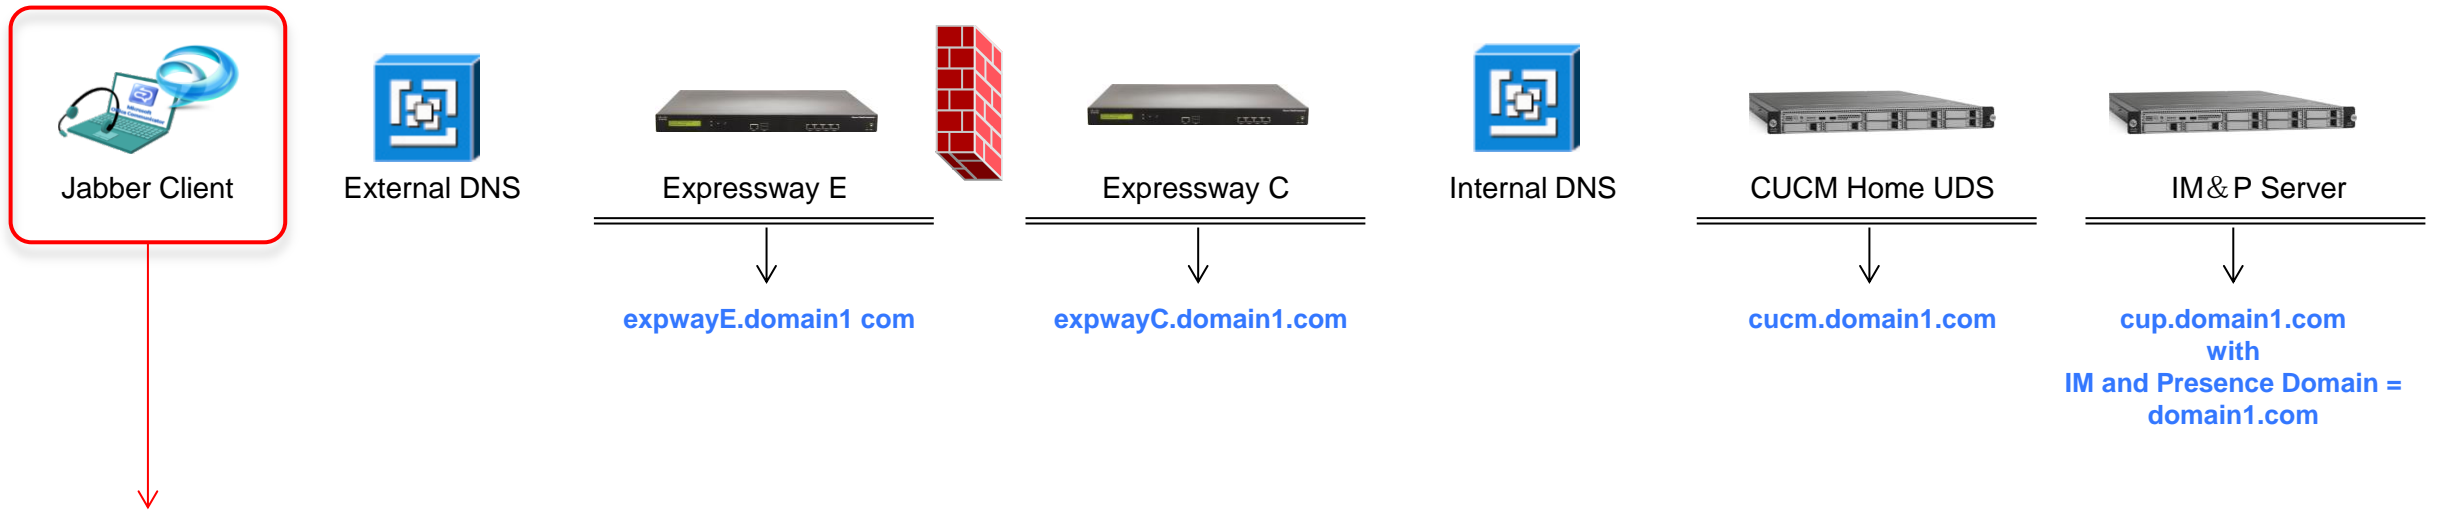 Jabber Client
External DNS
Expressway E
Expressway C
Internal DNS
CUCM Home UDS
IM&P Server
expwayE.domain1 com
expwayC.domain1.com
cucm.domain1.com
cup.domain1.com
with
IM and Presence Domain =
domain1.com